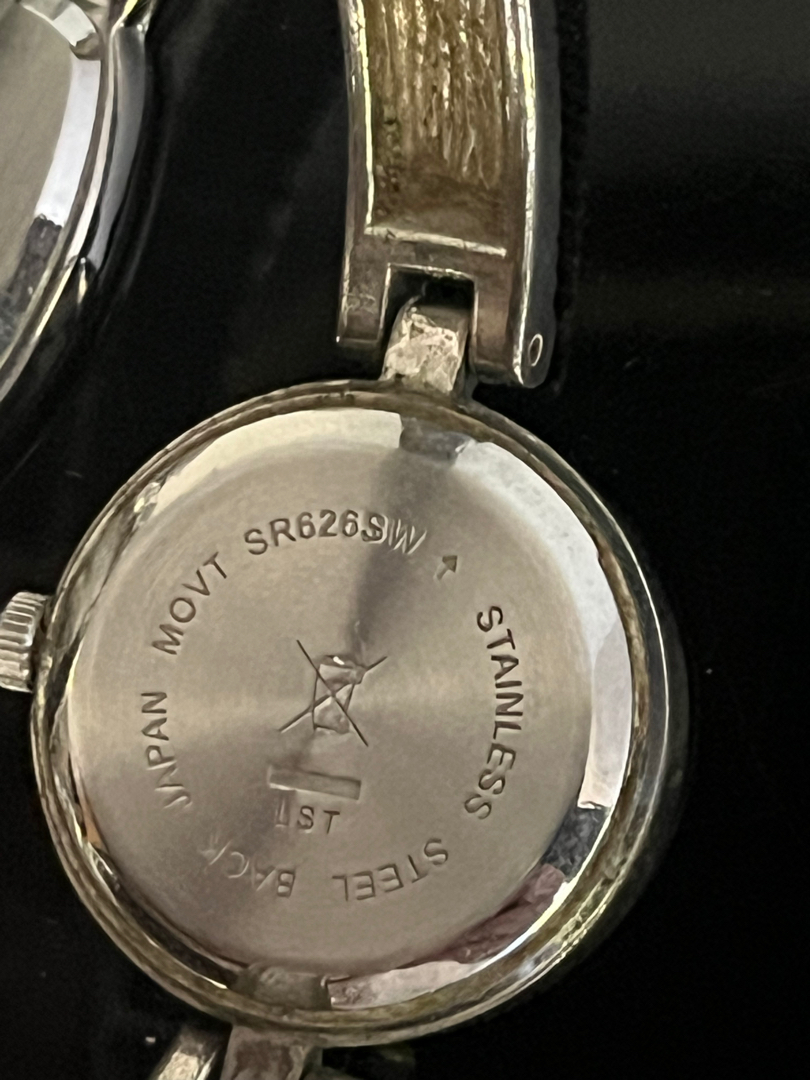 JAPAN MOVT SR626SW
STAINLESS STEEL BACK
1ST